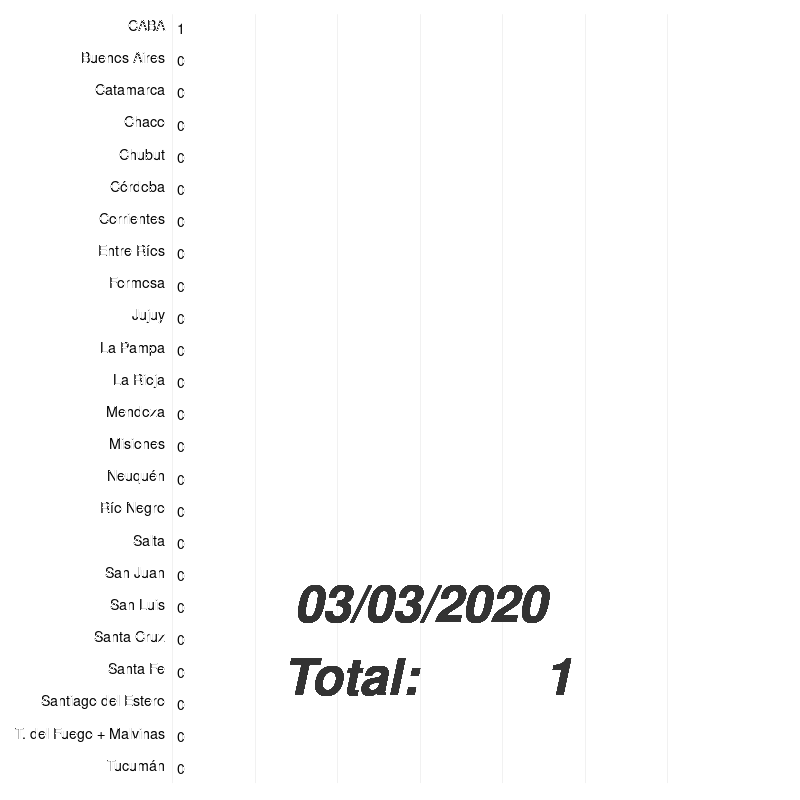 CABA 1
Buenos Aires 0
Catamarca 0
Chaco 0
Chubut 0
Córdoba 0
Corrientes 0
Entre Ríos 0
Formosa 0
Jujuy 0
La Pampa 0
La Rioja 0
Mendoza 0
Misiones 0
Neuquén 0
Río Negro 0
Salta 0
San Juan 0
San Luis 0
Santa Cruz 0
Santa Fe 0
Santiago del Estero 0
T. del Fuego + Malvinas 0
Tucumán 0
03/03/2020
Total: 1